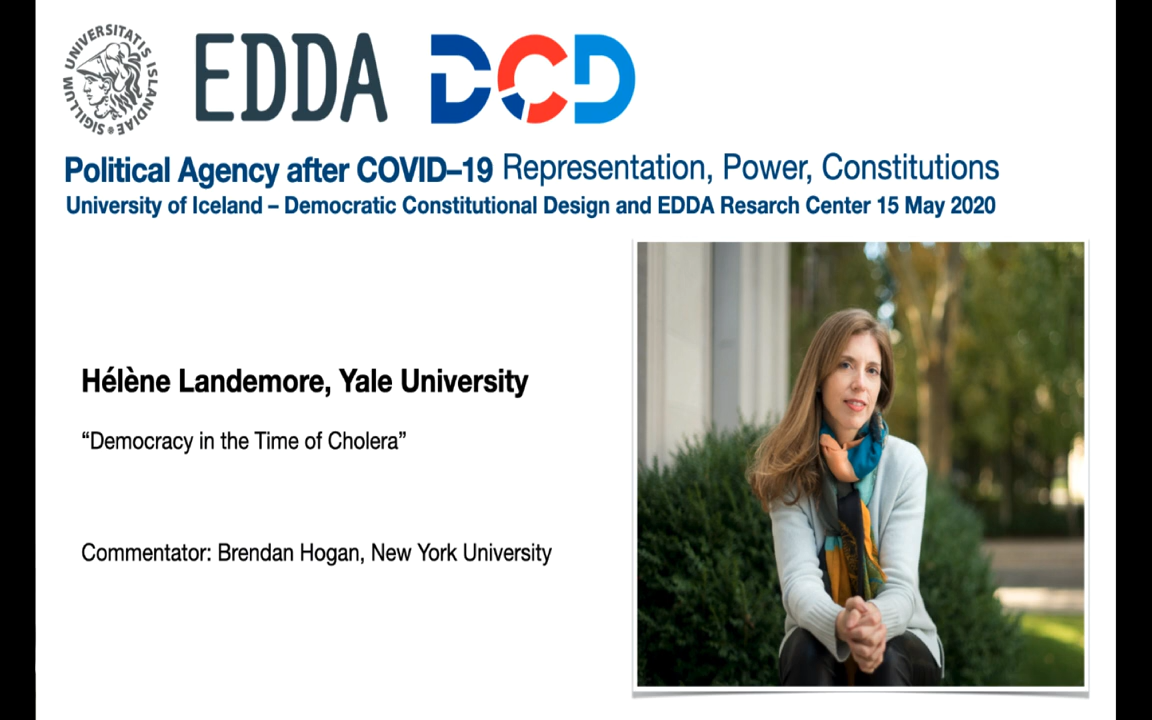 SIGILLUM UNIVERSITATIS ISLANDIAE
EDDA DCD
Political Agency after COVID–19 Representation, Power, Constitutions
University of Iceland – Democratic Constitutional Design and EDDA Resarch Center 15 May 2020
Hélène Landemore, Yale University
“Democracy in the Time of Cholera”
Commentator: Brendan Hogan, New York University